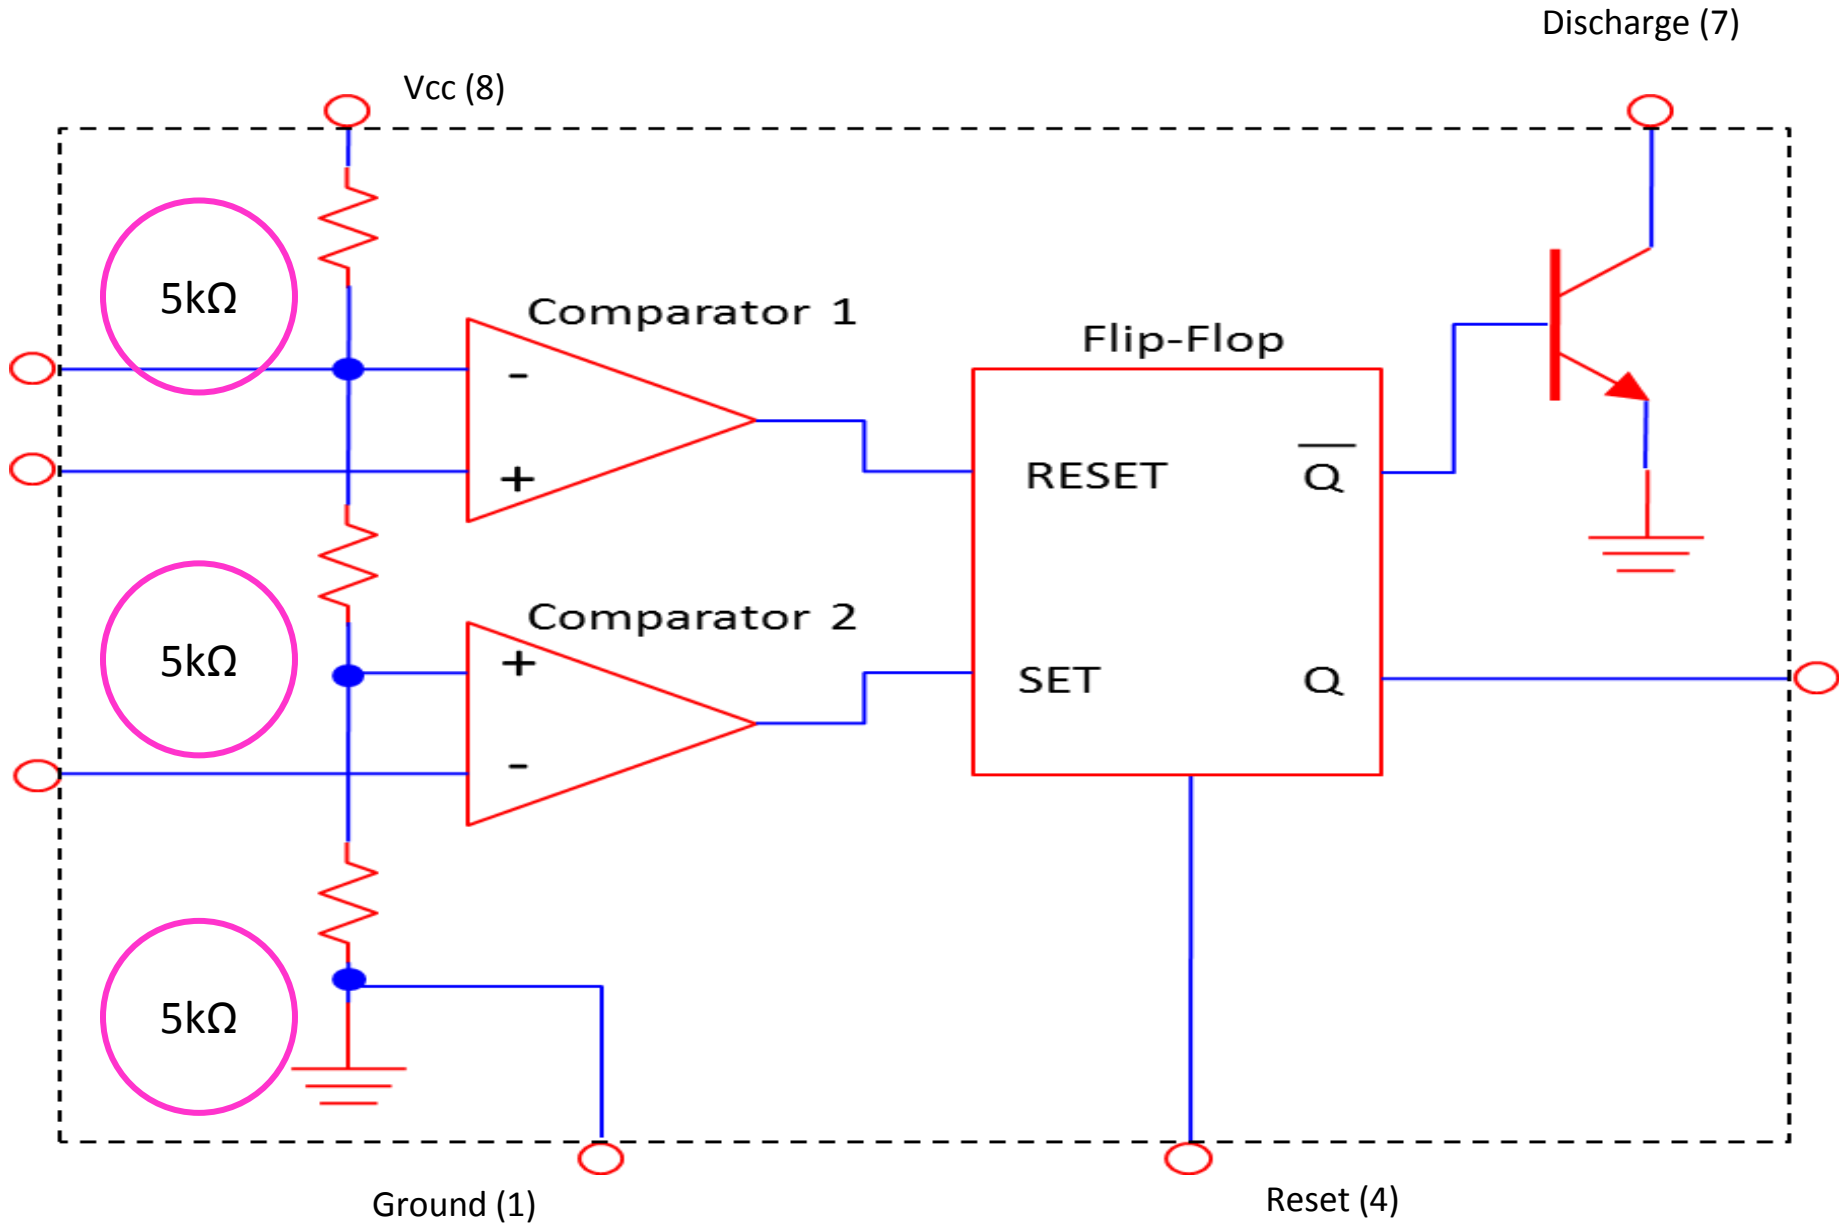 Discharge (7)
Vcc (8)
5kΩ
Comparator 1
-
+
Flip-Flop
RESET
Q
5kΩ
Comparator 2
+
-
SET
Q
5kΩ
Ground (1)
Reset (4)